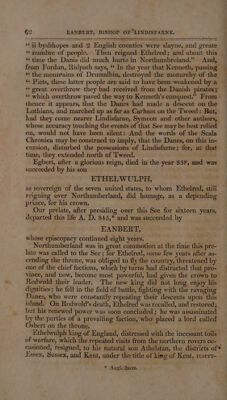 62 EANBERT, BISHOP OF LINDISFARNE.
" ii byshhopes and 2 English counties were slayne, and greate
" numbre of people. Then reigned Ethelred; and about this
" time the Danis did much hurte in Northumbreland." And,
from Fordun, Ridpath says, " In the year that Kenneth, passing
" the mountains of Drumalbin, destroyed the monarchy of the
" Picts, these latter people are said to have been weakened by a
" great overthrow they had received from the Danish pirates;
" which overthrow paved the way to Kenneth's conquest." From
thence it appears, that the Danes had made a descent on the
Lothians, and marched up as far as Carham on the Tweed: But,
had they come nearer Lindisfarne, Symeon and other authors,
whose accuracy touching the events of that See may be best relied
on, would not have been silent: And the words of the Scala
Chronica may be construed to imply, that the Danes, on this in-
cursion, disturbed the possessions of Lindisfarne; for, at that
time, they extended north of Tweed.
Egbert, after a glorious reign, died in the year 837, and was
succeeded by his son
ETHELWULPH,
as sovereign of the seven united states, to whom Ethelred, still
reigning over Northumberland, did homage, as a depending
prince, for his crown.
Our prelate, after presiding over this See for sixteen years,
departed this life A. D. 845,* and was succeeded by
EANBERT,
whose episcopacy continued eight years.
Northumberland was in great commotion at the time this pre-
late was called to the See; for Ethelred, some few years after as-
cending the throne, was obliged to fly the country, threatened by
one of the chief factions, which by turns had distracted that pro-
vince, and now, become most powerful, had given the crown to
Redwold their leader. The new king did not long enjoy his
dignities; he fell in the field of battle, fighting with the ravaging
Danes, who were constantly repeating their descents upon this
island. On Redwold's death, Ethelred was recalled, and restored;
but his renewed power was soon concluded; he was assassinated
by the parties of a prevailing faction, who placed a lord called
Osbert on the throne.
Ethelwulph king of England, distressed with the incessant toils
of warfare, which the repeated visits from the northern rovers oc-
casioned, resigned, to his natural son Athelstan, the districts of
Essex, Sussex, and Kent, under the title of king of Kent, reserv-
* Angli. Sacra.